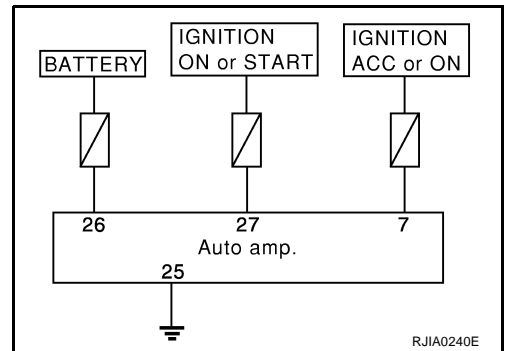 BATTERY
IGNITION
ON or START
IGNITION
ACC or ON
26
27
7
Auto amp.
25
RJIA0240E